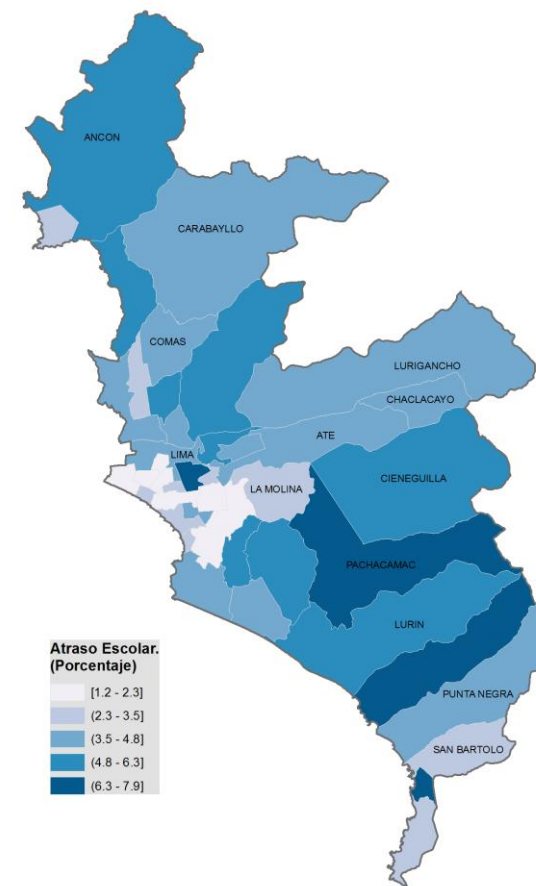 ANCON
CARABAYLLO
COMAS
LURIGANCHO
CHACLACAYO
ATE
LIMA
CIENEGUILLA
LA MOLINA
PACHACAMAC
LURIN
PUNTA NEGRA
SAN BARTOLO
Atraso Escolar.
(Porcentaje)
[1.2 - 2.3]
(2.3 - 3.5]
(3.5 - 4.8]
(4.8 - 6.3]
(6.3 - 7.9]